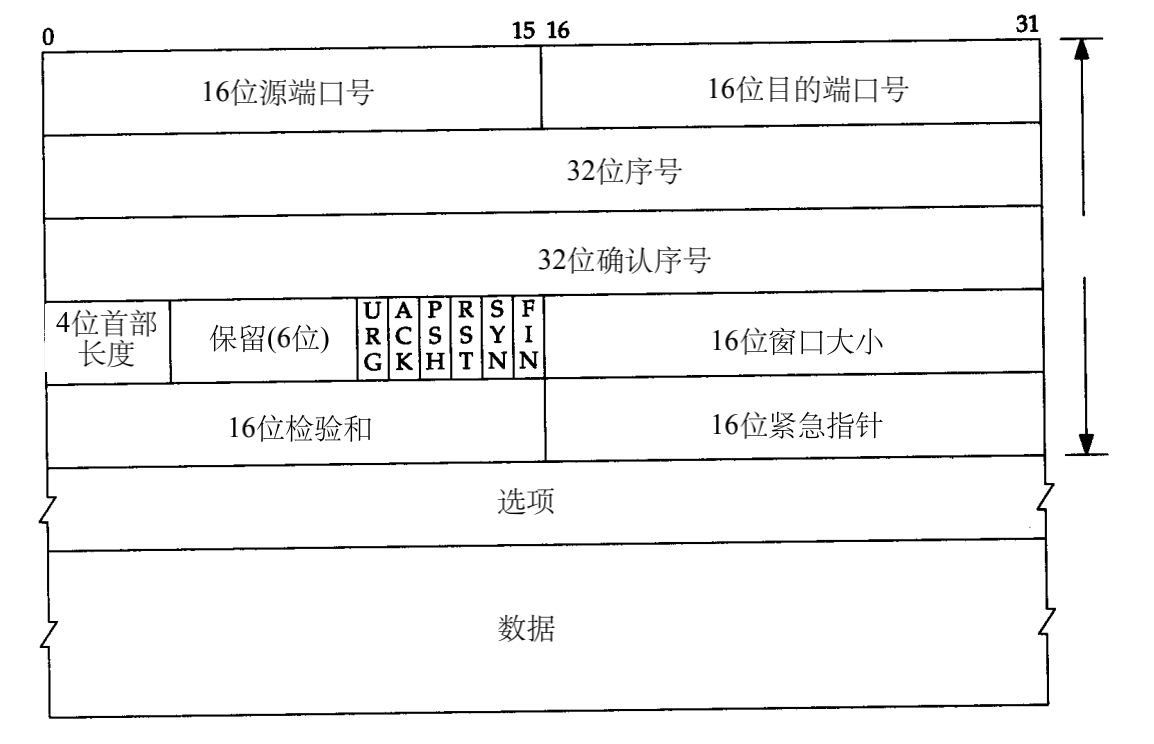 0 15 16 31
16位源端口号 16位目的端口号
32位序号
32位确认序号
4位首部
长度
保留(6位)
URG
ACK
PSH
RST
SYN
FIN
16位窗口大小
16位检验和 16位紧急指针
选项
数据